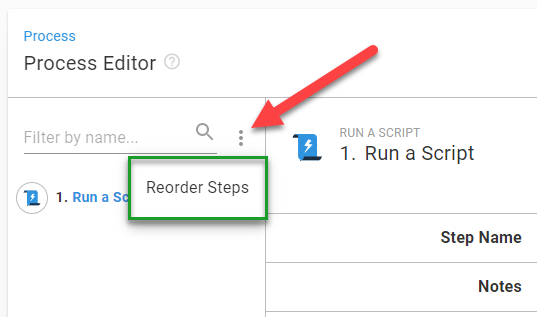 Process
Process Editor
Filter by name...
Reorder Steps
1. Run a Sc
RUN A SCRIPT
1. Run a Script
Step Name
Notes